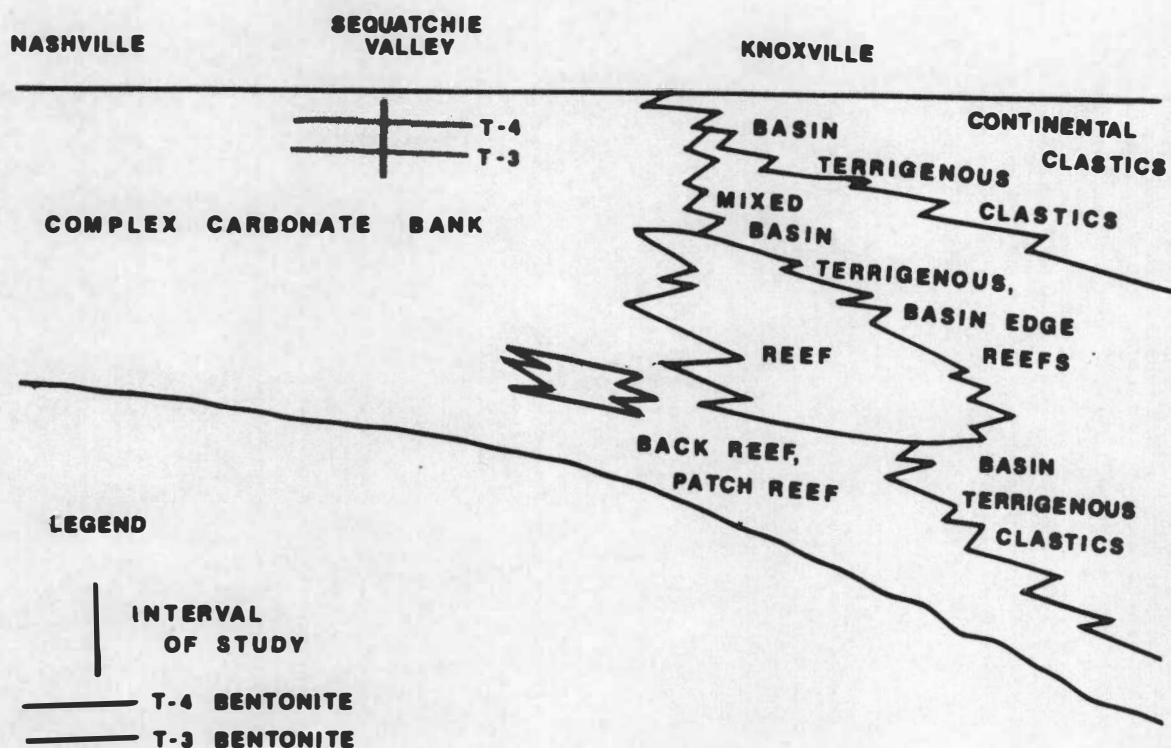 NASHVILLE
SEQUATCHIE
VALLEY
KNOXVILLE
T-4
T-3
BASIN
TERRIGENOUS
CLASTICS
CONTINENTAL
CLASTICS
COMPLEX CARBONATE BANK
MIXED
BASIN
TERRIGENOUS,
BASIN EDGE
REEFS
REEF
BACK REEF,
PATCH REEF
BASIN
TERRIGENOUS
CLASTICS
LEGEND
INTERVAL
OF STUDY
T-4 BENTONITE
T-3 BENTONITE